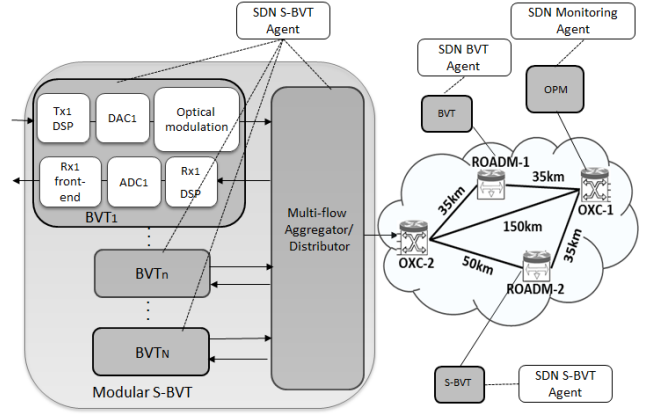 SDN S-BVT
Agent
SDN Monitoring
Agent
SDN BVT
Agent
OPM
BVT
Tx1
DSP
DAC1
Optical
modulation
Rx1
front-
end
ADC1
Rx1
DSP
BVT1
Multi-flow
Aggregator/
Distributor
BVTn
BVTN
Modular S-BVT
ROADM-1
35km
35km
OXC-1
150km
OXC-2
50km
35km
ROADM-2
S-BVT
SDN S-BVT
Agent